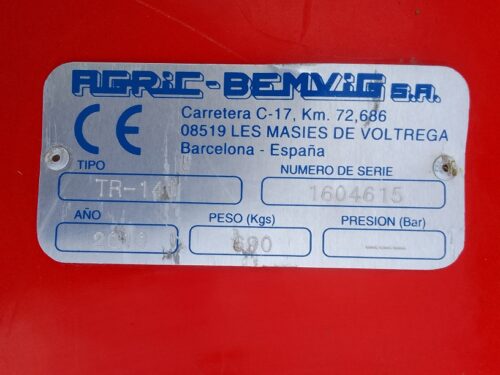 AGRIC-BEMVIG S.A.
CE
Carretera C-17, Km. 72,686
08519 LES MASIES DE VOLTREGA
Barcelona - España
TIPO
NUMERO DE SERIE
1604615
AÑO
PESO (Kgs)
PRESION (Bar)